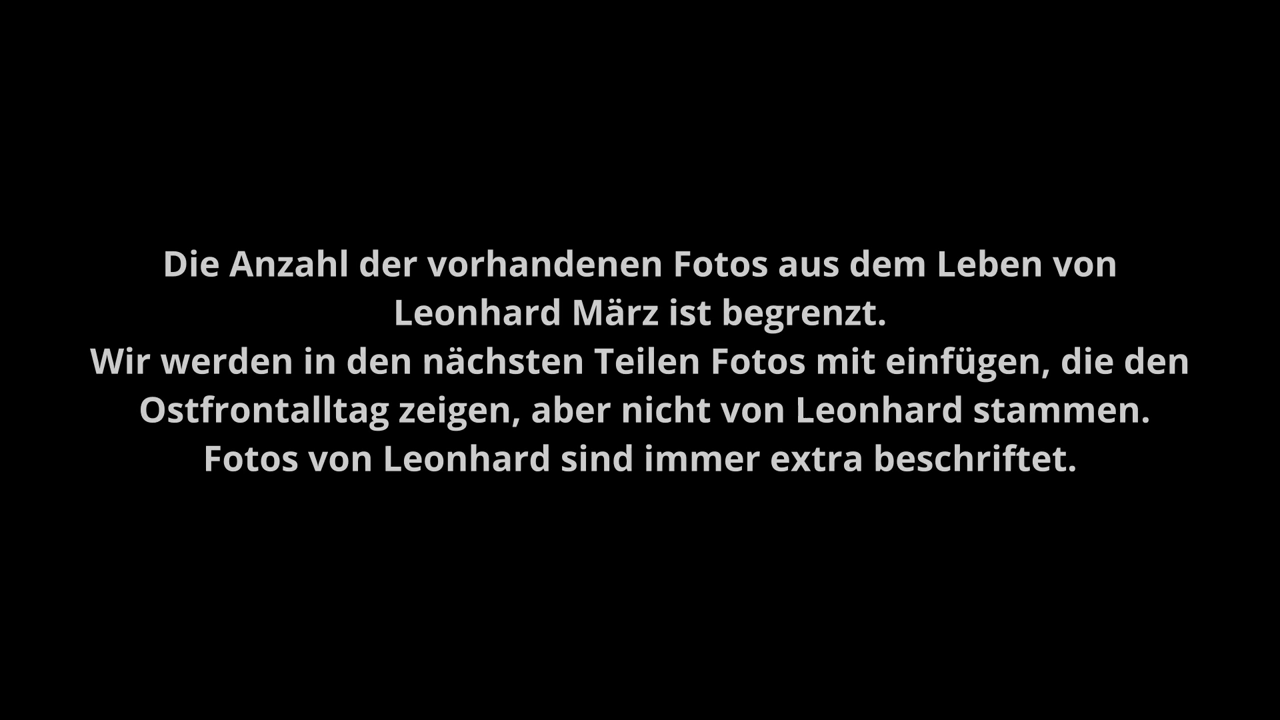 Die Anzahl der vorhandenen Fotos aus dem Leben von
Leonhard März ist begrenzt.
Wir werden in den nächsten Teilen Fotos mit einfügen, die den
Ostfrontalltag zeigen, aber nicht von Leonhard stammen.
Fotos von Leonhard sind immer extra beschriftet.